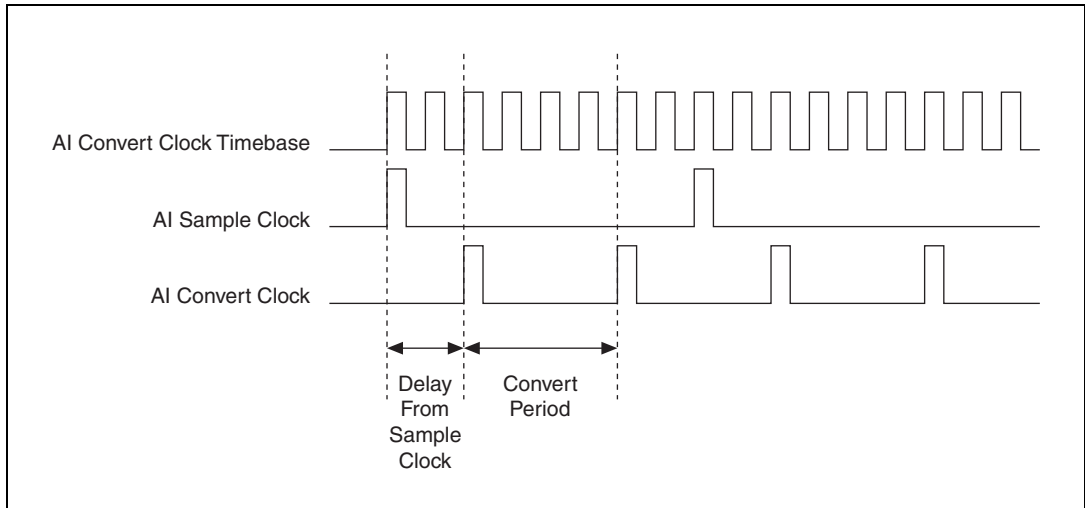 AI Convert Clock Timebase
AI Sample Clock
AI Convert Clock
Delay
From
Sample
Clock
Convert
Period